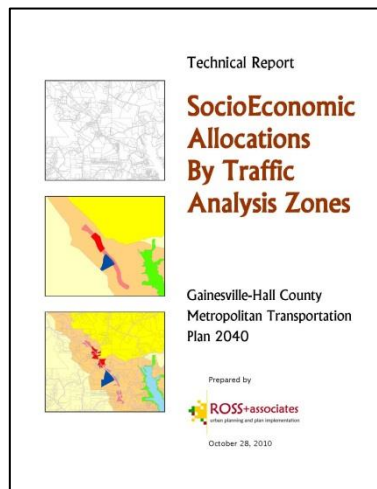 Technical Report
SocioEconomic
Allocations
By Traffic
Analysis Zones
Gainesville-Hall County
Metropolitan Transportation
Plan 2040
Prepared by
ROSS+associates
urban planning and plan implementation
October 28, 2010